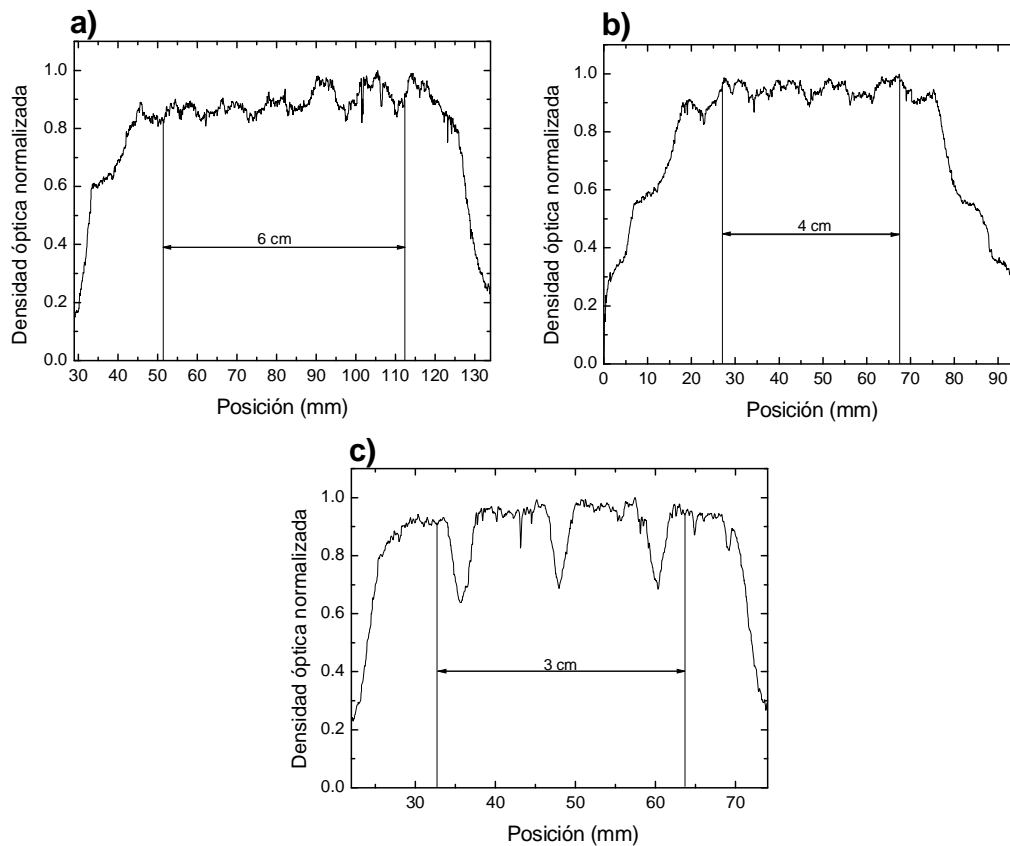 a)
1.0
0.8
0.6
0.4
0.2
0.0
Densidad óptica normalizada
6 cm
30 40 50 60 70 80 90 100 110 120 130
Posición (mm)
b)
1.0
0.8
0.6
0.4
0.2
0.0
Densidad óptica normalizada
4 cm
0 10 20 30 40 50 60 70 80 90
Posición (mm)
c)
1.0
0.8
0.6
0.4
0.2
0.0
Densidad óptica normalizada
3 cm
30 40 50 60 70
Posición (mm)